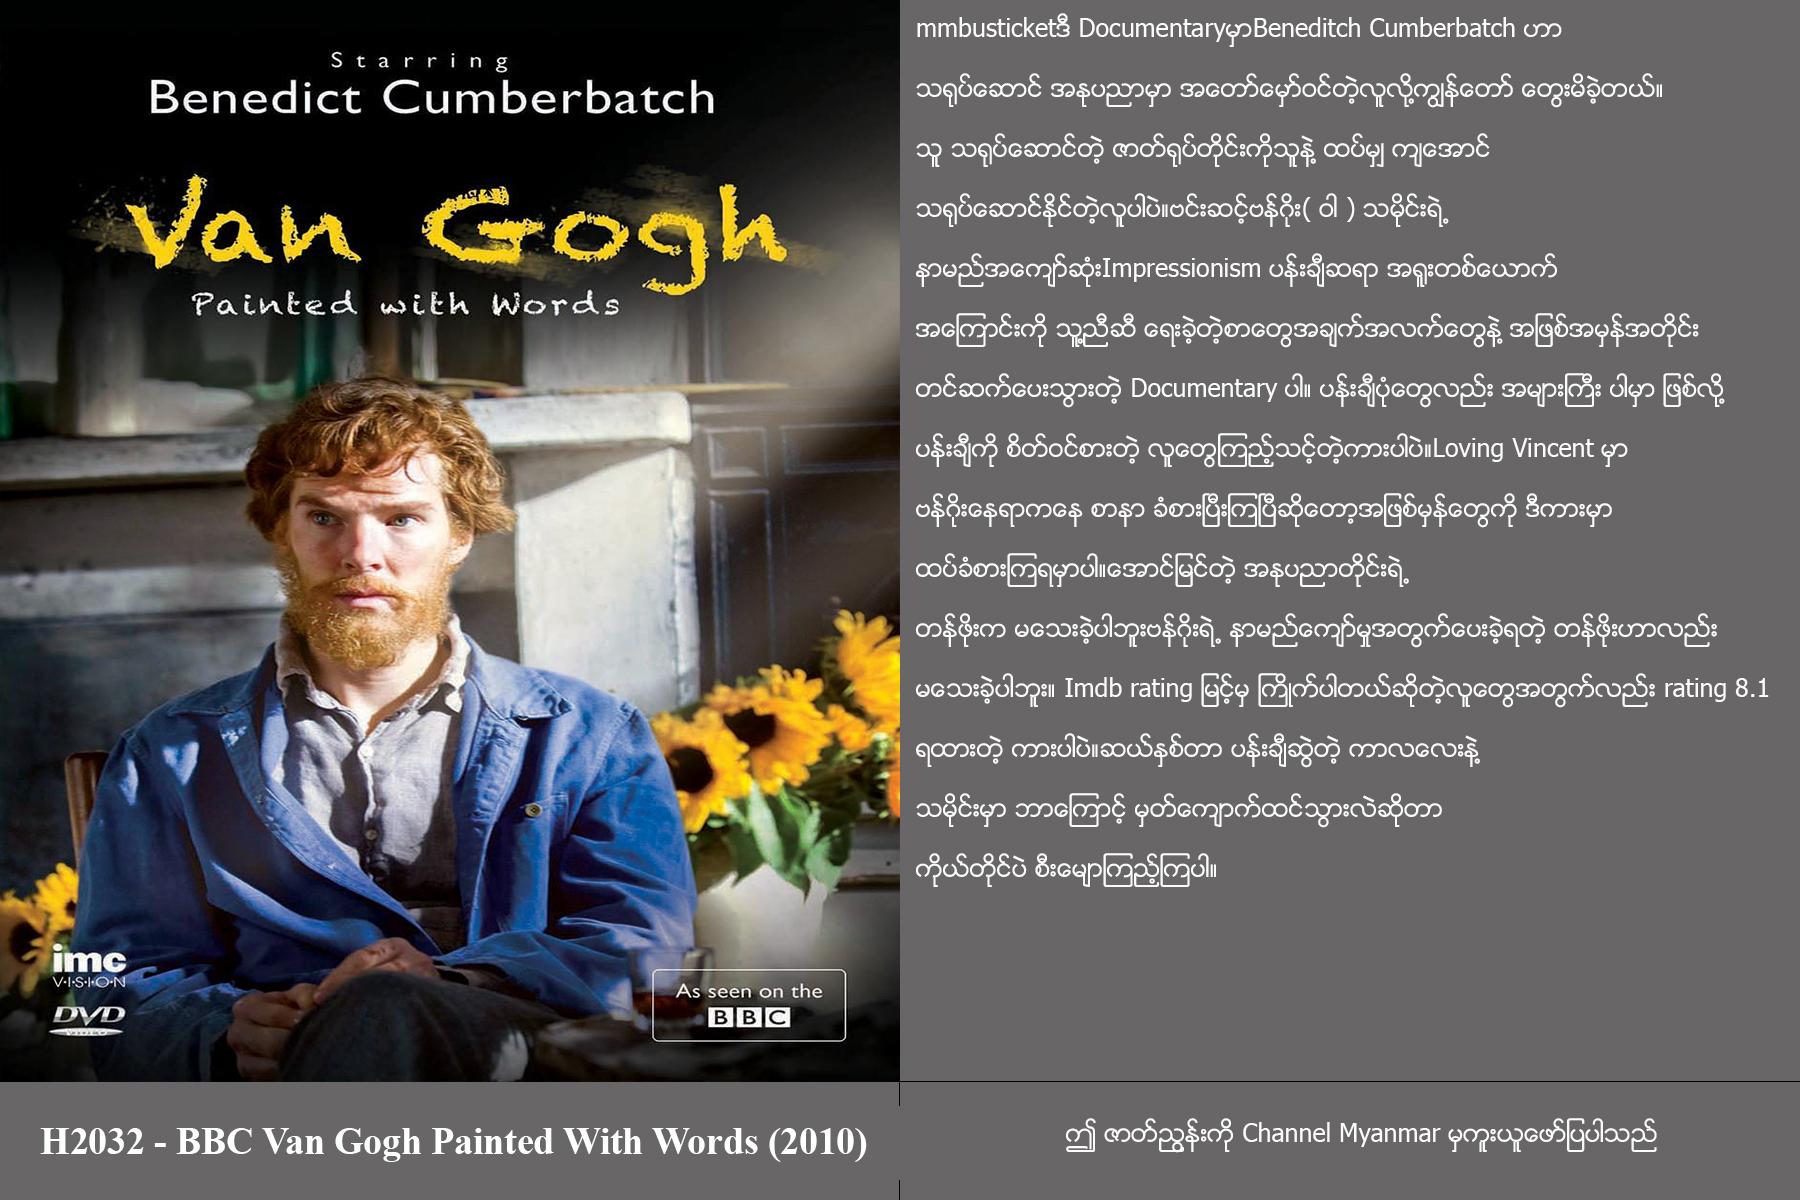 Starring
Benedict Cumberbatch
Van Gogh
Painted with Words
imc
V·I·S·I·O·N
DVD
VIDEO
As seen on the
BBC
mmbusticketဒီ DocumentaryမှာBeneditch Cumberbatch ဟာ
သရုပ်ဆောင် အနုပညာမှာ အတော်မှော်ဝင်တဲ့လူလို့ကျွန်တော် တွေးမိခဲ့တယ်။
သူ သရုပ်ဆောင်တဲ့ ဇာတ်ရုပ်တိုင်းကိုသူနဲ့ ထပ်မျှ ကျအောင်
သရုပ်ဆောင်နိုင်တဲ့လူပါပဲ။ဗင်းဆင့်ဗန်ဂိုး( ဝါ ) သမိုင်းရဲ့
နာမည်အကျော်ဆုံးImpressionism ပန်းချီဆရာ အရူးတစ်ယောက်
အကြောင်းကို သူ့ညီဆီ ရေးခဲ့တဲ့စာတွေအချက်အလက်တွေနဲ့ အဖြစ်အမှန်အတိုင်း
တင်ဆက်ပေးသွားတဲ့ Documentary ပါ။ ပန်းချီပုံတွေလည်း အများကြီး ပါမှာ ဖြစ်လို့
ပန်းချီကို စိတ်ဝင်စားတဲ့ လူတွေကြည့်သင့်တဲ့ကားပါပဲ။Loving Vincent မှာ
ဗန်ဂိုးနေရာကနေ စာနာ ခံစားပြီးကြပြီဆိုတော့အဖြစ်မှန်တွေကို ဒီကားမှာ
ထပ်ခံစားကြရမှာပါ။အောင်မြင်တဲ့ အနုပညာတိုင်းရဲ့
တန်ဖိုးက မသေးခဲ့ပါဘူးဗန်ဂိုးရဲ့ နာမည်ကျော်မှုအတွက်ပေးခဲ့ရတဲ့ တန်ဖိုးဟာလည်း
မသေးခဲ့ပါဘူး။ Imdb rating မြင့်မှ ကြိုက်ပါတယ်ဆိုတဲ့လူတွေအတွက်လည်း rating 8.1
ရထားတဲ့ ကားပါပဲ။ဆယ်နှစ်တာ ပန်းချီဆွဲတဲ့ ကာလလေးနဲ့
သမိုင်းမှာ ဘာကြောင့် မှတ်ကျောက်ထင်သွားလဲဆိုတာ
ကိုယ်တိုင်ပဲ စီးမျောကြည့်ကြပါ။
H2032 - BBC Van Gogh Painted With Words (2010)
ဤ ဇာတ်ညွှန်းကို Channel Myanmar မှကူးယူဖော်ပြပါသည်